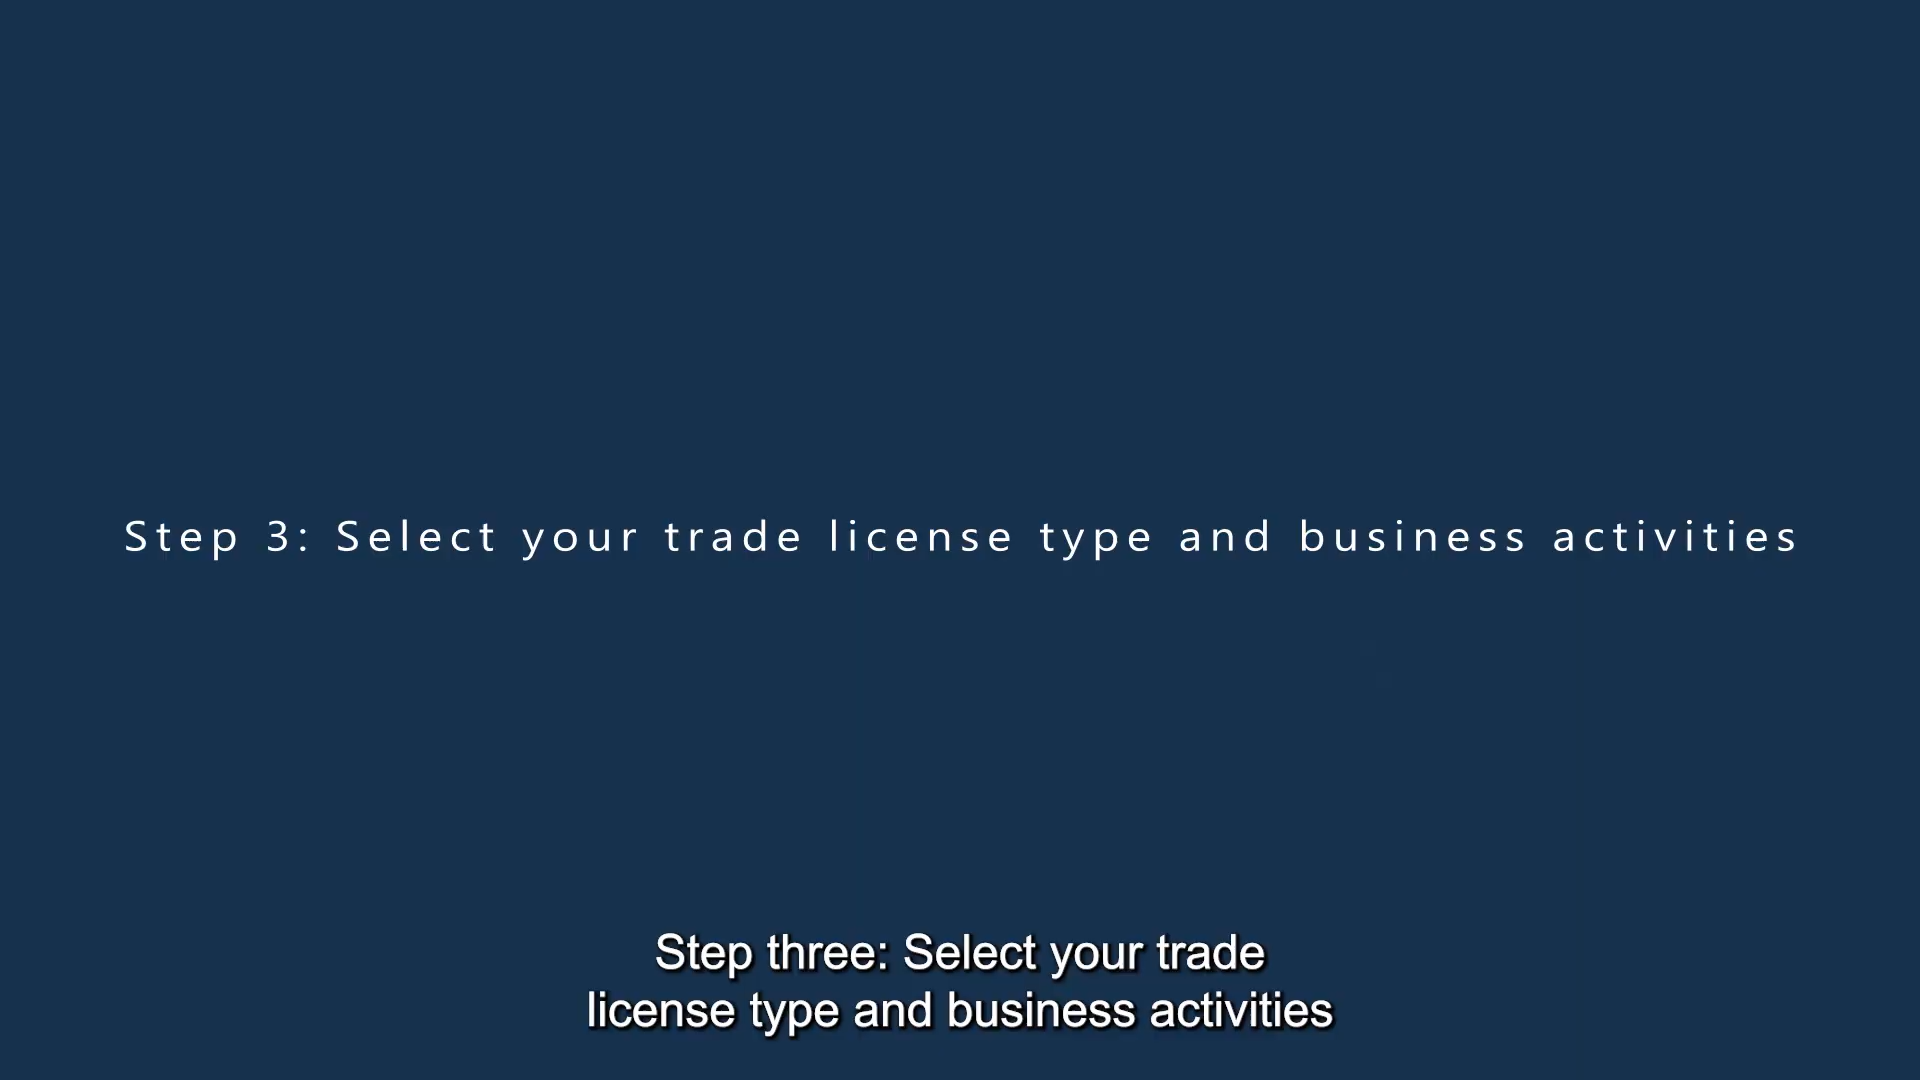 Step 3: Select your trade license type and business activities
Step three: Select your trade
license type and business activities